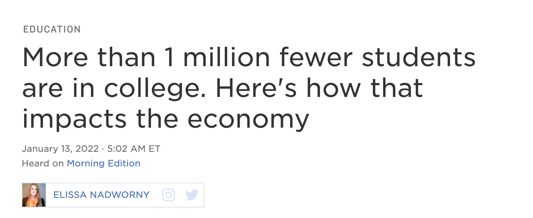 EDUCATION
More than 1 million fewer students
are in college. Here's how that
impacts the economy
January 13, 2022 · 5:02 AM ET
Heard on Morning Edition
ELISSA NADWORNY